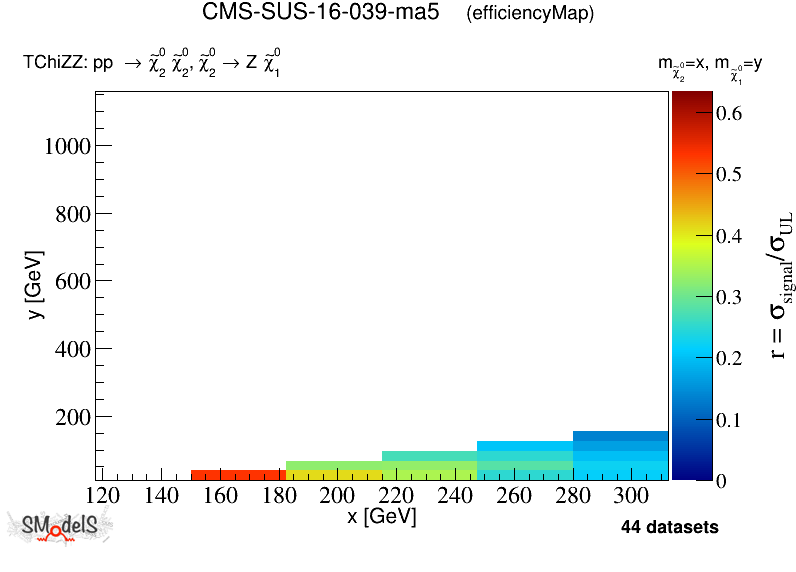 CMS-SUS-16-039-ma5 (efficiencyMap)
TChiZZ: pp → χ̃⁰₂ χ̃⁰₂, χ̃⁰₂ → Z χ̃⁰₁
m_χ̃⁰₂=x, m_χ̃⁰₁=y
1000
800
600
400
200
y [GeV]
120 140 160 180 200 220 240 260 280 300
x [GeV]
0.6
0.5
0.4
0.3
0.2
0.1
0
r = σ_signal/σ_UL
SModelS
44 datasets